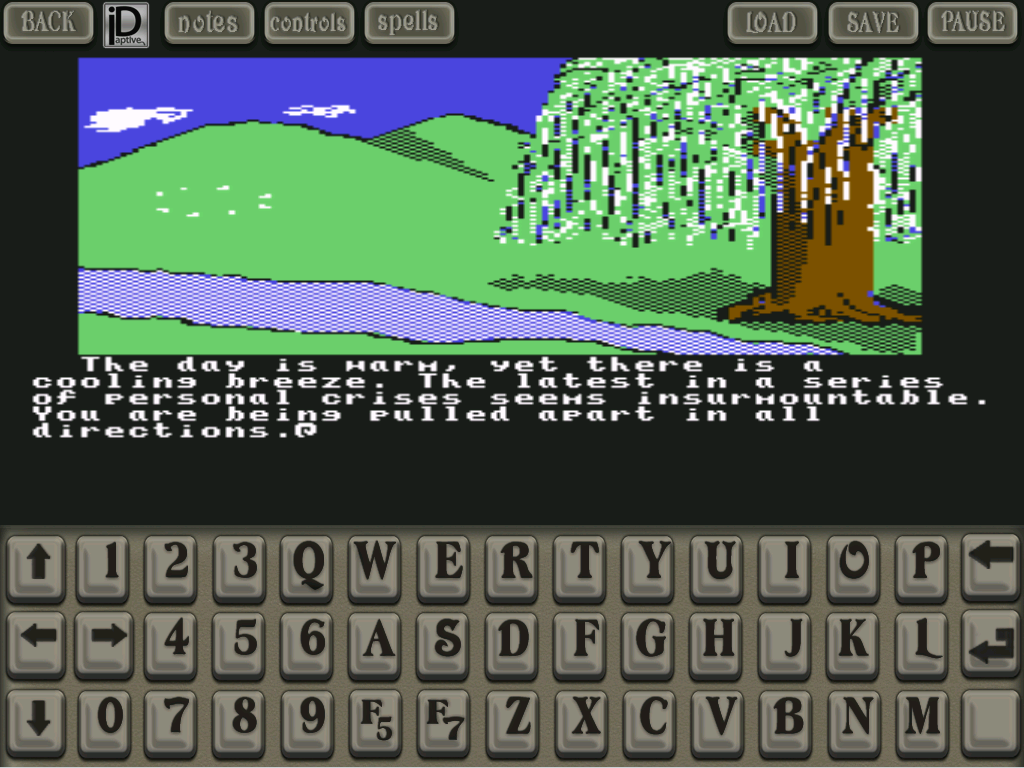 BACK iD aptive notes controls spells LOAD SAVE PAUSE
The day is warm, yet there is a
cooling breeze. The latest in a series
of personal crises seems insurmountable.
You are being pulled apart in all
directions.
1 2 3 Q W E R T Y U I O P
4 5 6 A S D F G H J K L
0 7 8 9 F5 F7 Z X C V B N M